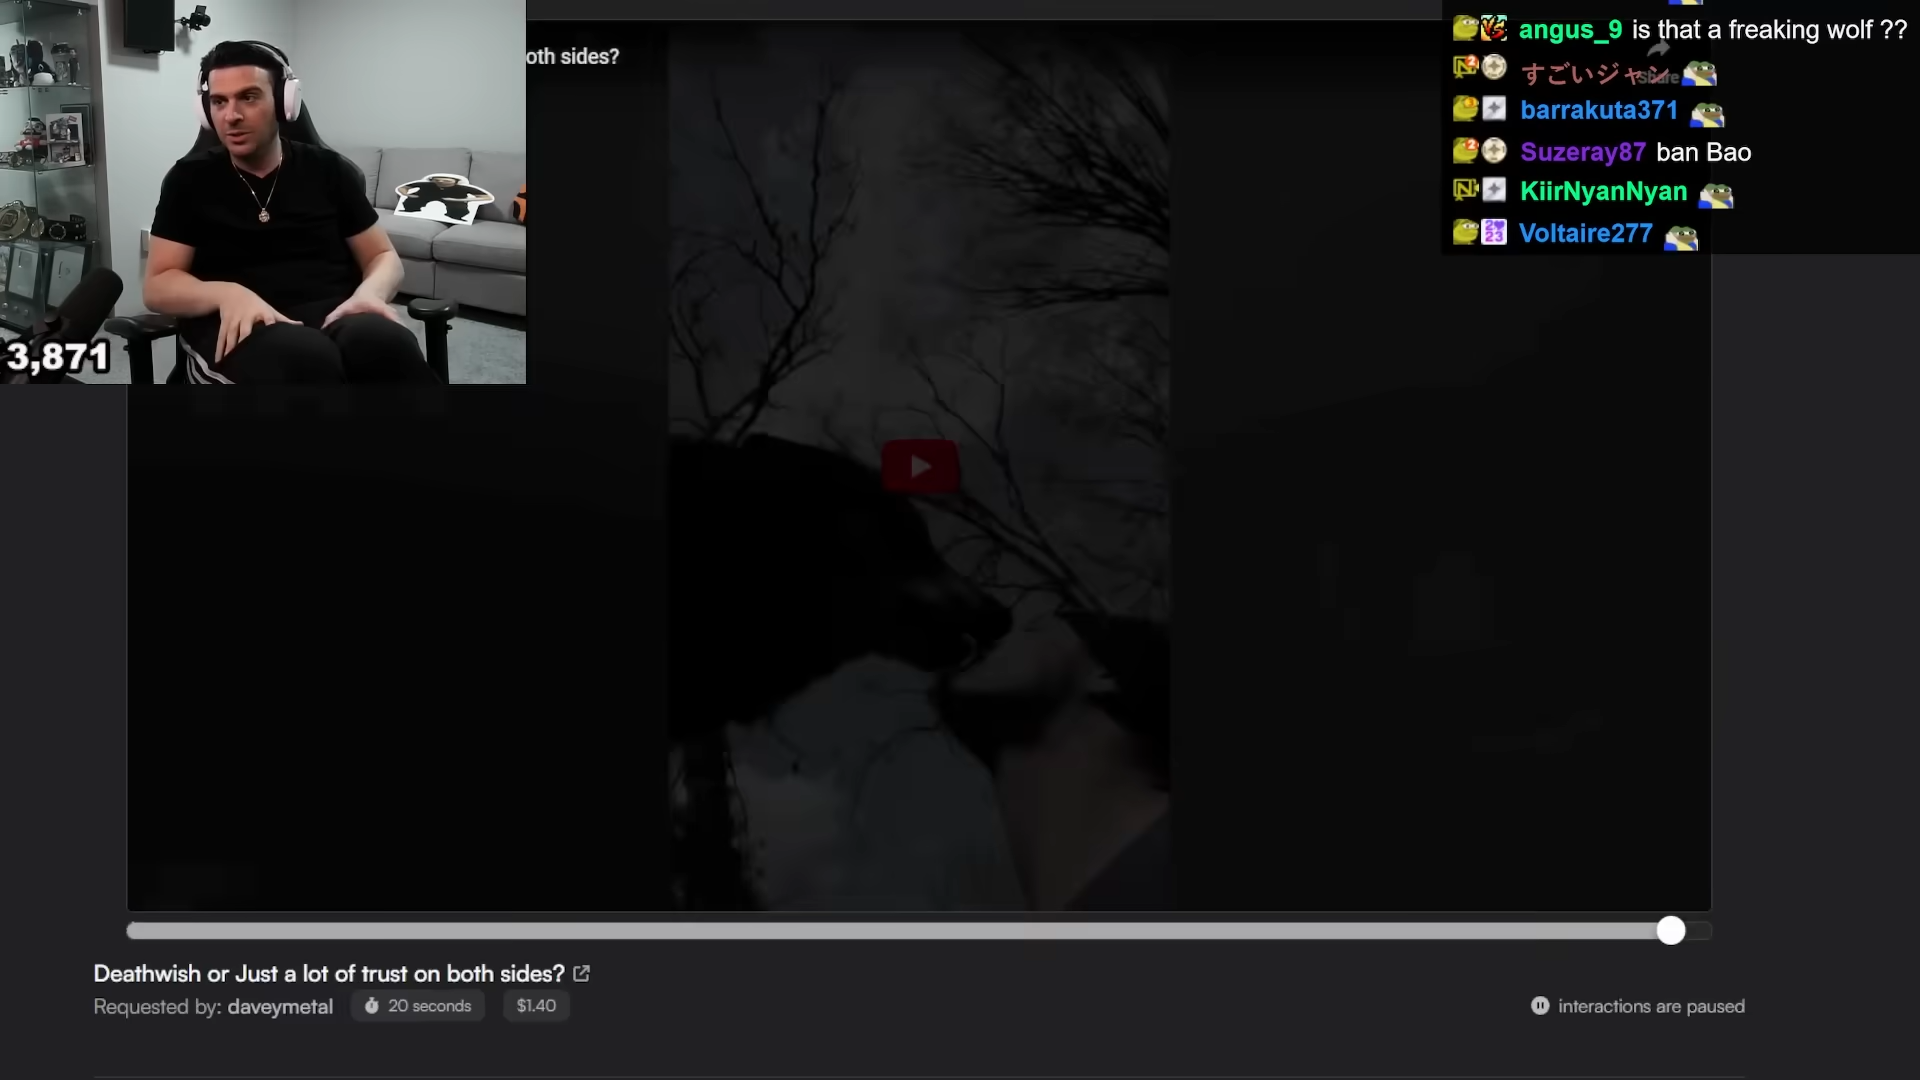 oth sides?
angus_9 is that a freaking wolf ??
すごいジャン
Share
barrakuta371
Suzeray87 ban Bao
KiirNyanNyan
Voltaire277
3,871
Deathwish or Just a lot of trust on both sides?
Requested by: daveymetal 20 seconds $1.40
interactions are paused